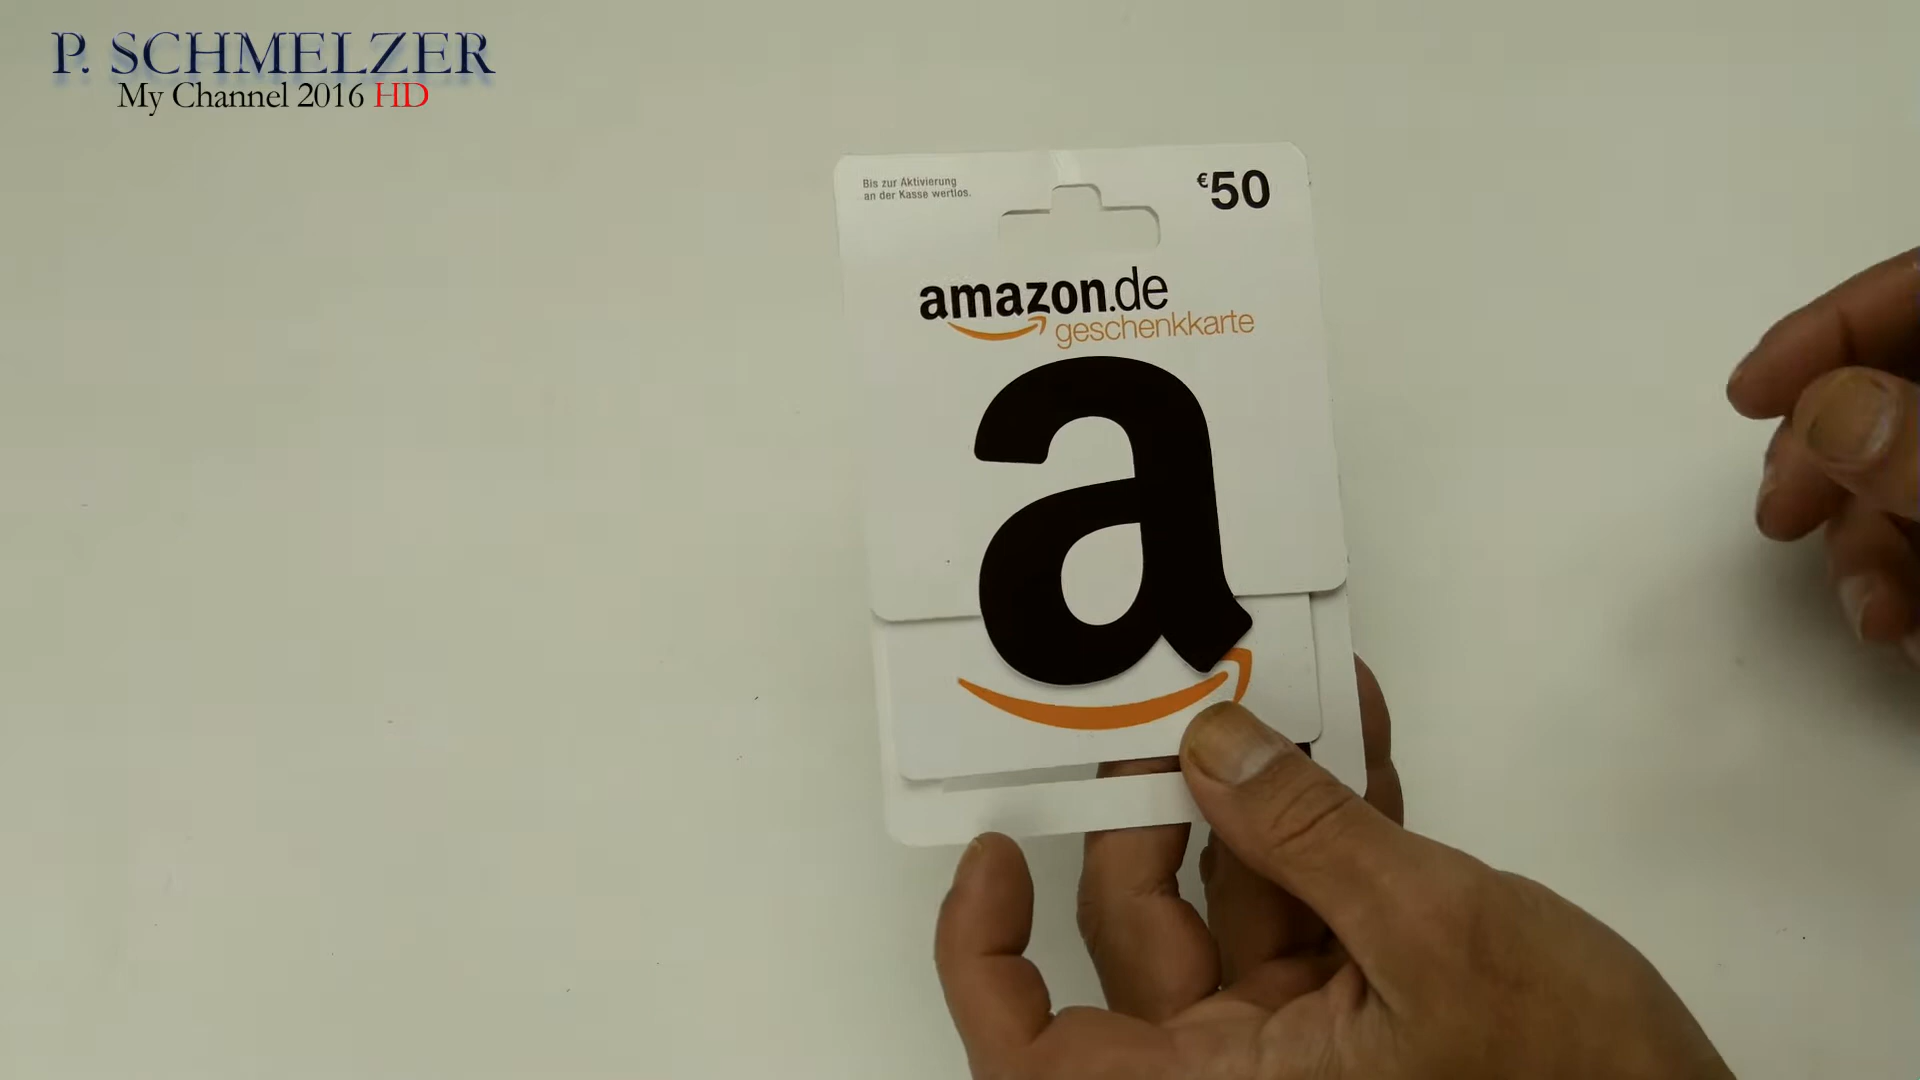 P. SCHMELZER
My Channel 2016 HD
Bis zur Aktivierung
an der Kasse wertlos.
€50
amazon.de
geschenkkarte
a